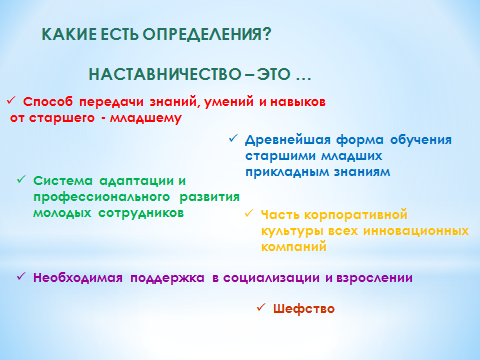 КАКИЕ ЕСТЬ ОПРЕДЕЛЕНИЯ?
НАСТАВНИЧЕСТВО – ЭТО ...
✓ Способ передачи знаний, умений и навыков
от старшего - младшему
✓ Древнейшая форма обучения
старшими младших
прикладным знаниям
✓ Система адаптации и
профессионального развития
молодых сотрудников
✓ Часть корпоративной
культуры всех инновационных
компаний
✓ Необходимая поддержка в социализации и взрослении
✓ Шефство